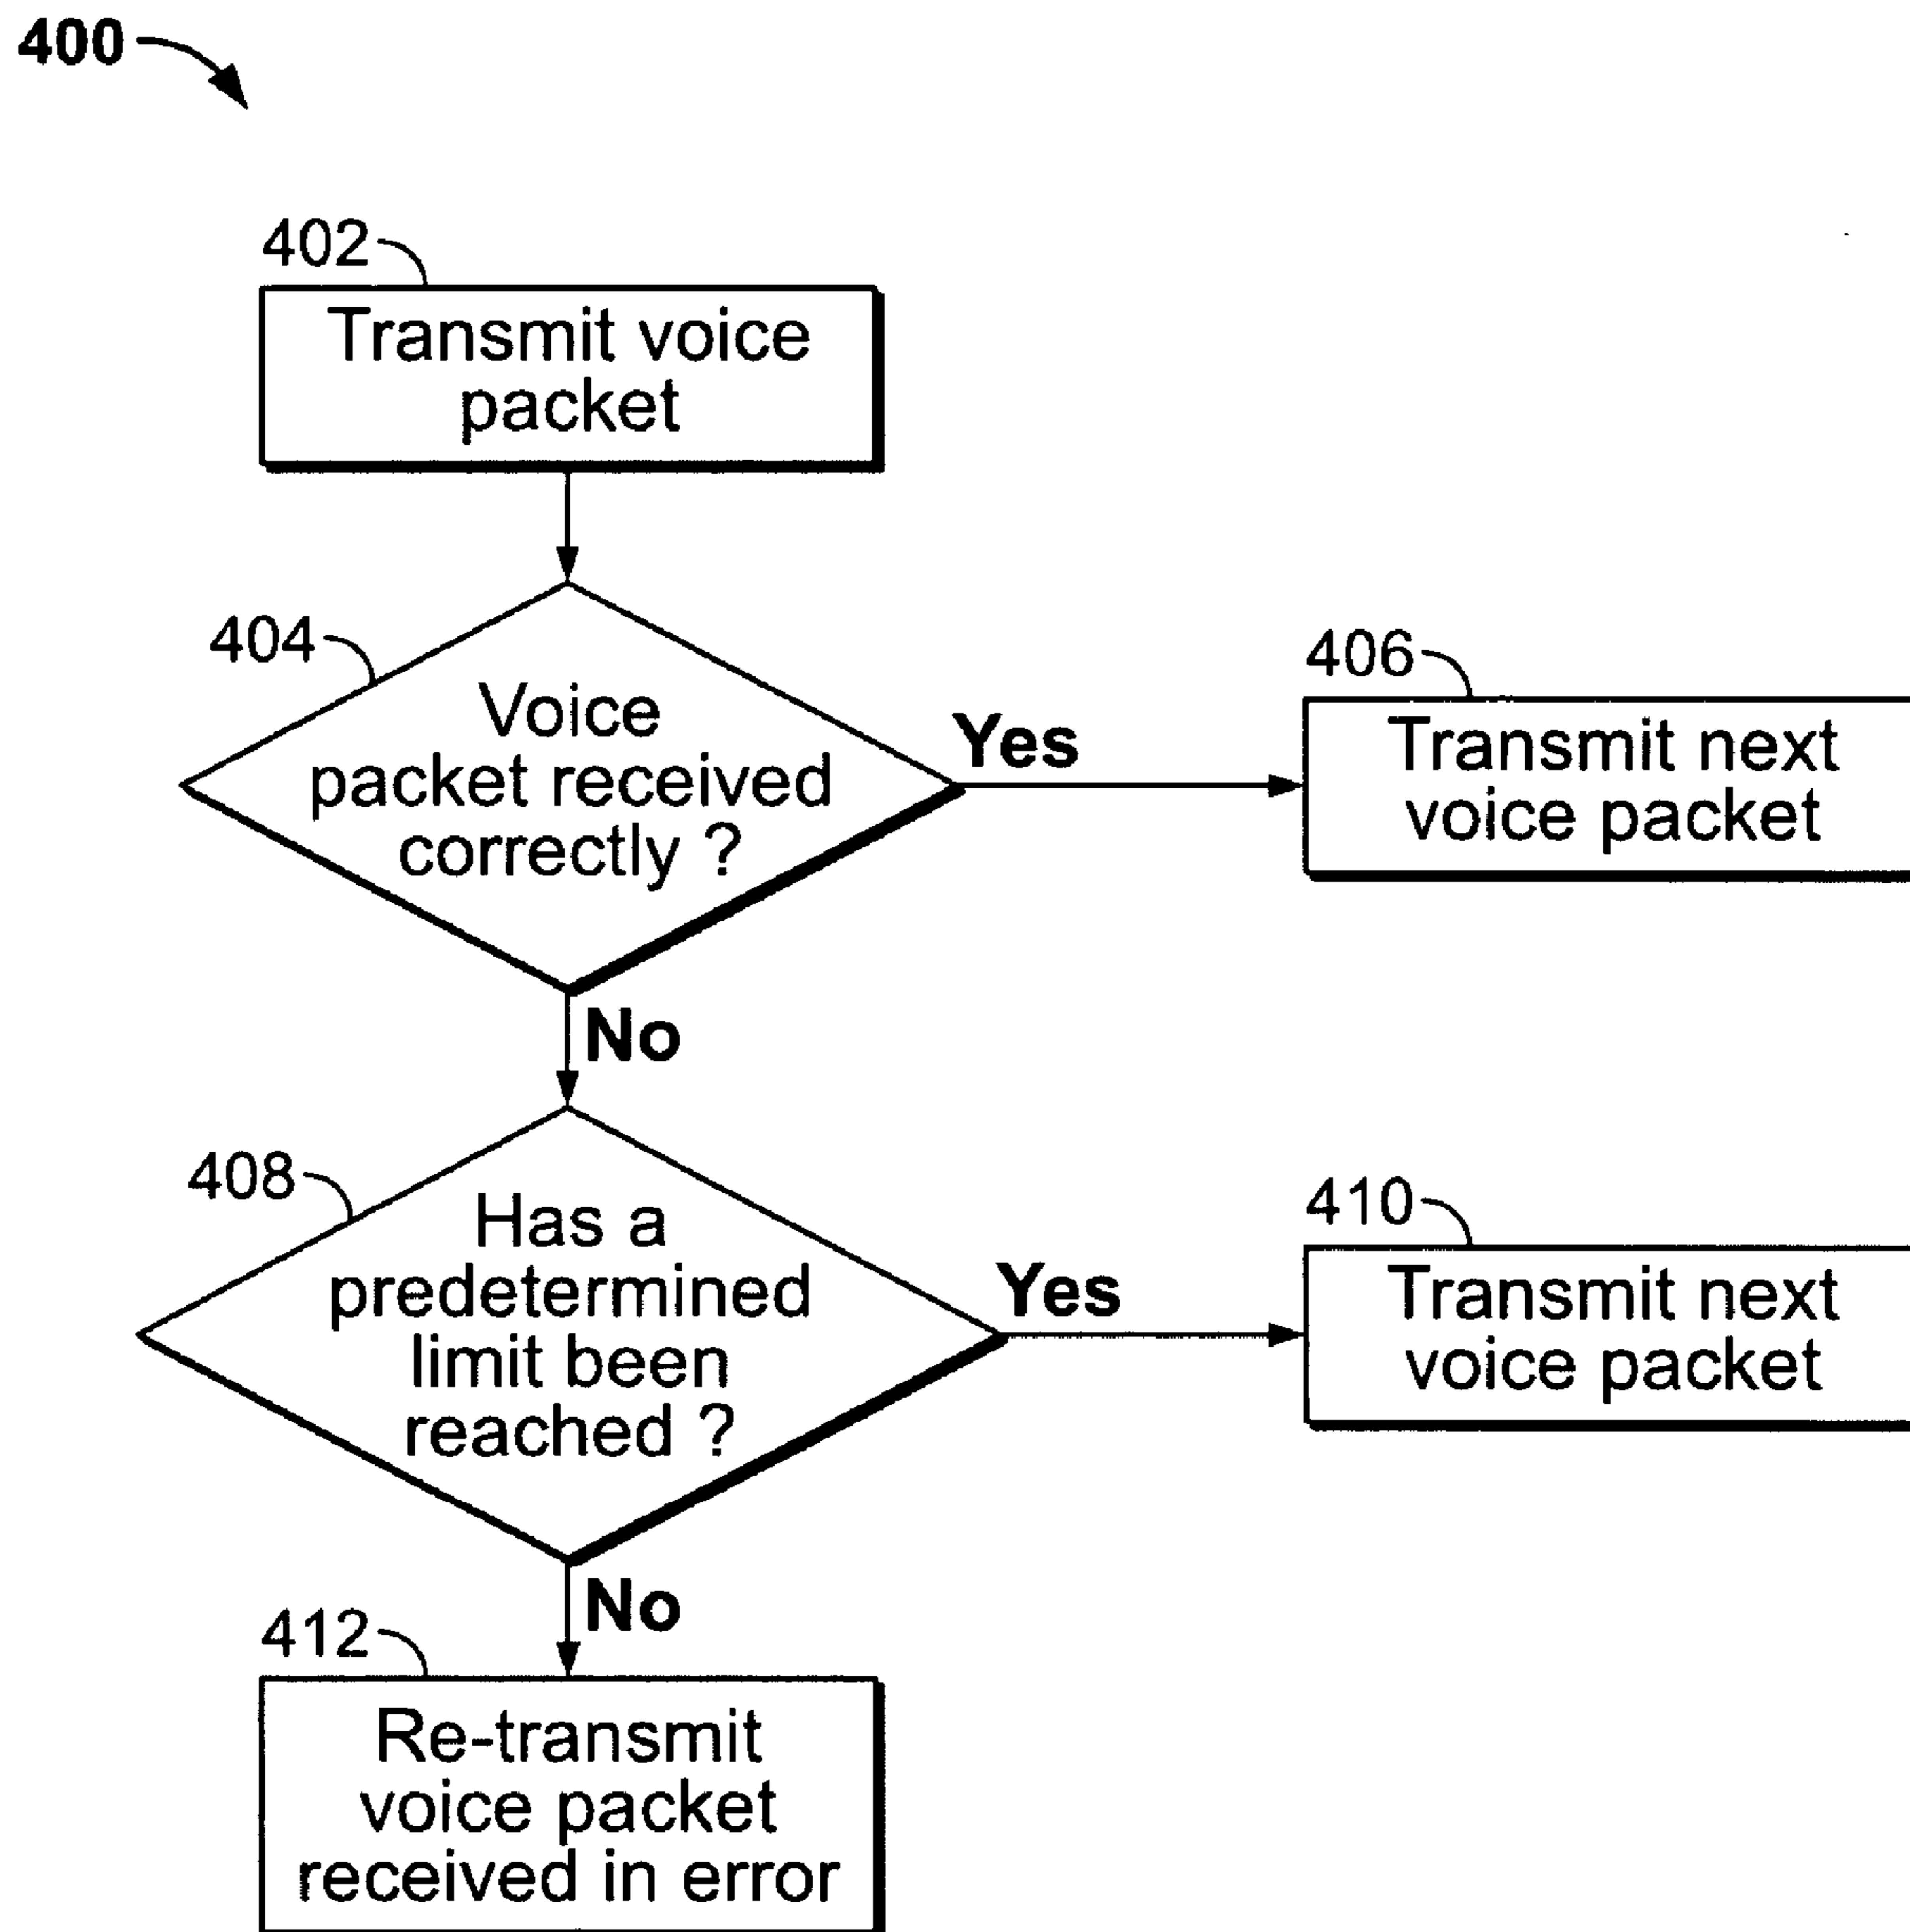 400
402
Transmit voice
packet
404
Voice
packet received
correctly ?
Yes
406
Transmit next
voice packet
No
408
Has a
predetermined
limit been
reached ?
Yes
410
Transmit next
voice packet
No
412
Re-transmit
voice packet
received in error